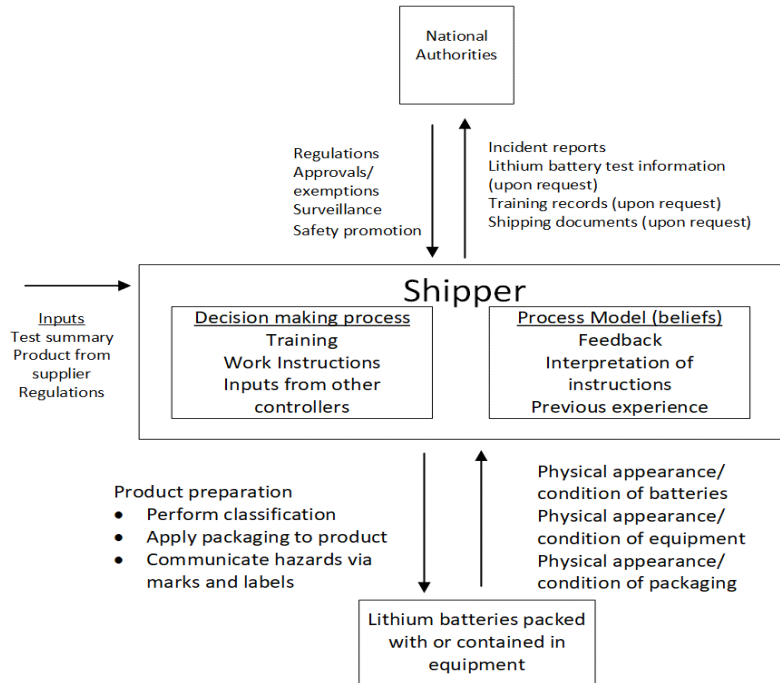 National
Authorities
Regulations
Approvals/
exemptions
Surveillance
Safety promotion
Incident reports
Lithium battery test information
(upon request)
Training records (upon request)
Shipping documents (upon request)
Inputs
Test summary
Product from
supplier
Regulations
Shipper
Decision making process
Training
Work Instructions
Inputs from other
controllers
Process Model (beliefs)
Feedback
Interpretation of
instructions
Previous experience
Product preparation
• Perform classification
• Apply packaging to product
• Communicate hazards via
marks and labels
Physical appearance/
condition of batteries
Physical appearance/
condition of equipment
Physical appearance/
condition of packaging
Lithium batteries packed
with or contained in
equipment